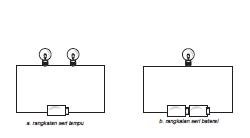 a. rangkaian seri lampu
b. rangkaian seri baterai